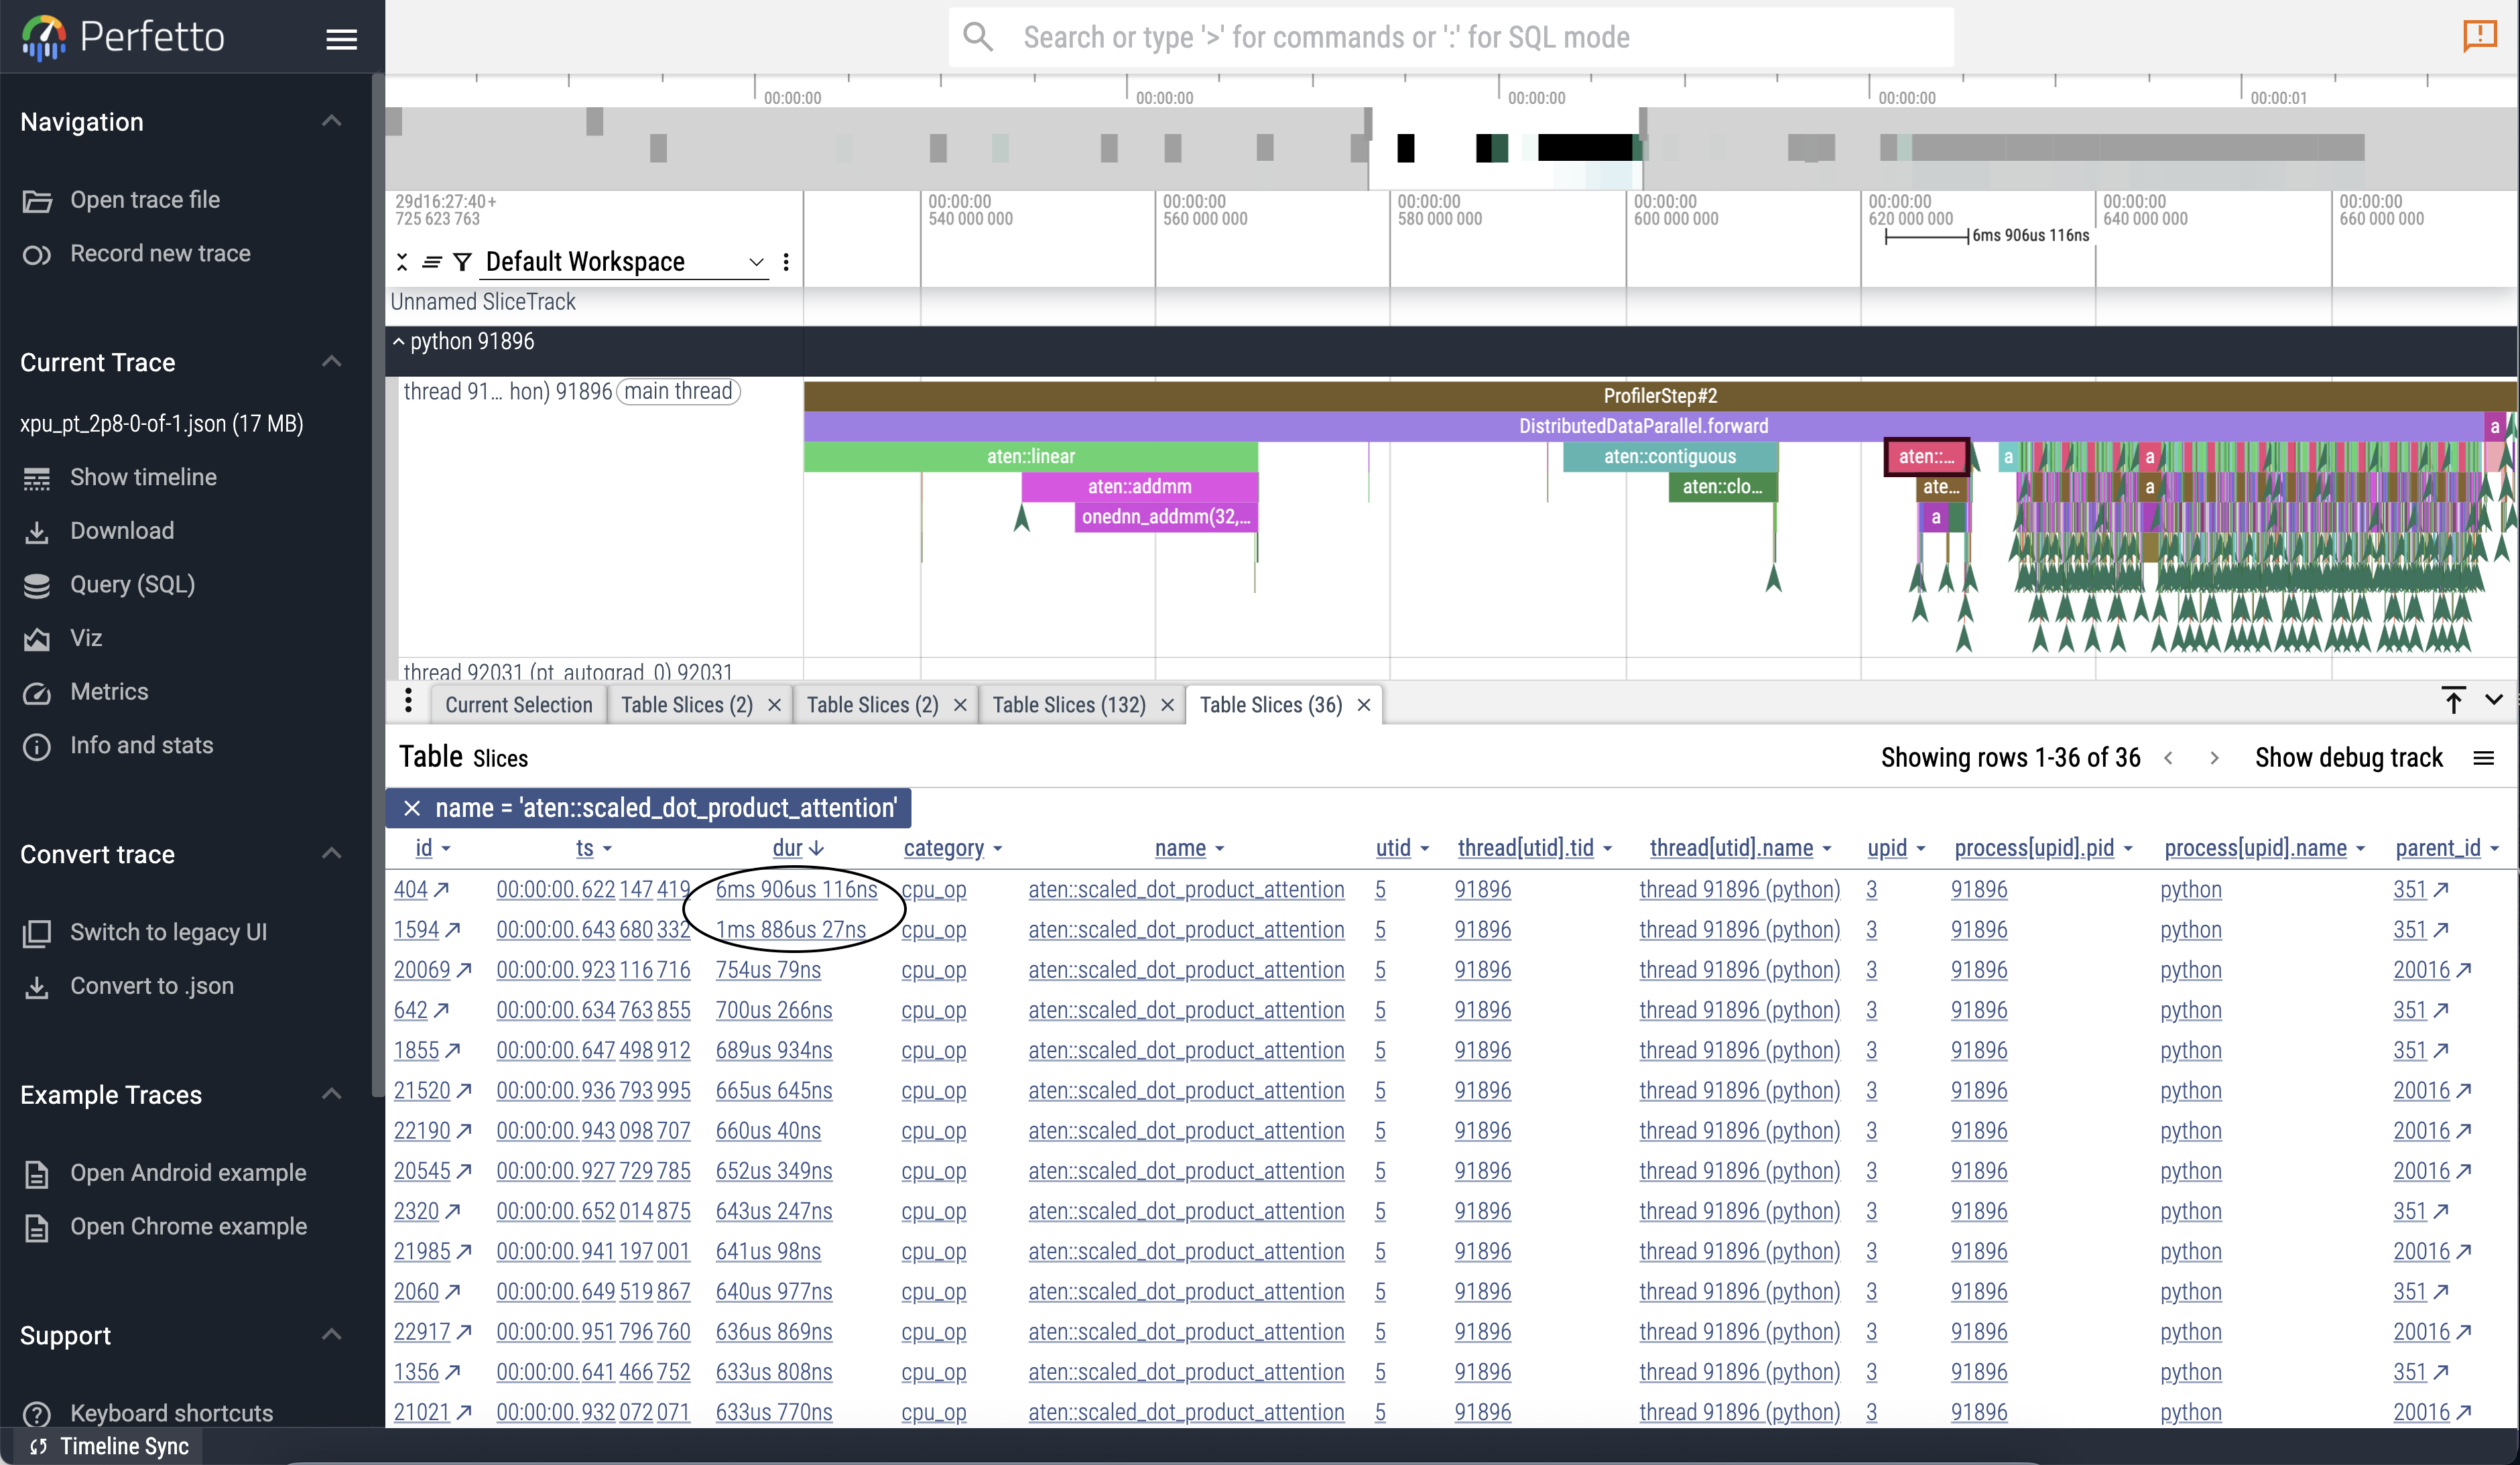 Perfetto
Search or type '>' for commands or ':' for SQL mode
Navigation
Open trace file
Record new trace
Current Trace
xpu_pt_2p8-0-of-1.json (17 MB)
Show timeline
Download
Query (SQL)
Viz
Metrics
Info and stats
Convert trace
Switch to legacy UI
Convert to .json
Example Traces
Open Android example
Open Chrome example
Support
Keyboard shortcuts
Timeline Sync
00:00:00 00:00:00 00:00:00 00:00:00 00:00:01
29d16:27:40+ 00:00:00 00:00:00 00:00:00 00:00:00 00:00:00 00:00:00 00:00:00
725 623 763 540 000 000 560 000 000 580 000 000 600 000 000 620 000 000 640 000 000 660 000 000
6ms 906us 116ns
Default Workspace
Unnamed SliceTrack
python 91896
thread 91... hon) 91896 main thread
ProfilerStep#2
DistributedDataParallel.forward a
aten::linear aten::contiguous aten::... a a
aten::addmm aten::clo... ate... a
onednn_addmm(32,... a
thread 92031 (pt_autograd_0) 92031
Current Selection Table Slices (2) Table Slices (2) Table Slices (132) Table Slices (36)
Table Slices Showing rows 1-36 of 36 Show debug track
name = 'aten::scaled_dot_product_attention'
id ts dur category name utid thread[utid].tid thread[utid].name upid process[upid].pid process[upid].name parent_id
404 00:00:00.622 147 419 6ms 906us 116ns cpu_op aten::scaled_dot_product_attention 5 91896 thread 91896 (python) 3 91896 python 351
1594 00:00:00.643 680 332 1ms 886us 27ns cpu_op aten::scaled_dot_product_attention 5 91896 thread 91896 (python) 3 91896 python 351
20069 00:00:00.923 116 716 754us 79ns cpu_op aten::scaled_dot_product_attention 5 91896 thread 91896 (python) 3 91896 python 20016
642 00:00:00.634 763 855 700us 266ns cpu_op aten::scaled_dot_product_attention 5 91896 thread 91896 (python) 3 91896 python 351
1855 00:00:00.647 498 912 689us 934ns cpu_op aten::scaled_dot_product_attention 5 91896 thread 91896 (python) 3 91896 python 351
21520 00:00:00.936 793 995 665us 645ns cpu_op aten::scaled_dot_product_attention 5 91896 thread 91896 (python) 3 91896 python 20016
22190 00:00:00.943 098 707 660us 40ns cpu_op aten::scaled_dot_product_attention 5 91896 thread 91896 (python) 3 91896 python 20016
20545 00:00:00.927 729 785 652us 349ns cpu_op aten::scaled_dot_product_attention 5 91896 thread 91896 (python) 3 91896 python 20016
2320 00:00:00.652 014 875 643us 247ns cpu_op aten::scaled_dot_product_attention 5 91896 thread 91896 (python) 3 91896 python 351
21985 00:00:00.941 197 001 641us 98ns cpu_op aten::scaled_dot_product_attention 5 91896 thread 91896 (python) 3 91896 python 20016
2060 00:00:00.649 519 867 640us 977ns cpu_op aten::scaled_dot_product_attention 5 91896 thread 91896 (python) 3 91896 python 351
22917 00:00:00.951 796 760 636us 869ns cpu_op aten::scaled_dot_product_attention 5 91896 thread 91896 (python) 3 91896 python 20016
1356 00:00:00.641 466 752 633us 808ns cpu_op aten::scaled_dot_product_attention 5 91896 thread 91896 (python) 3 91896 python 351
21021 00:00:00.932 072 071 633us 770ns cpu_op aten::scaled_dot_product_attention 5 91896 thread 91896 (python) 3 91896 python 20016